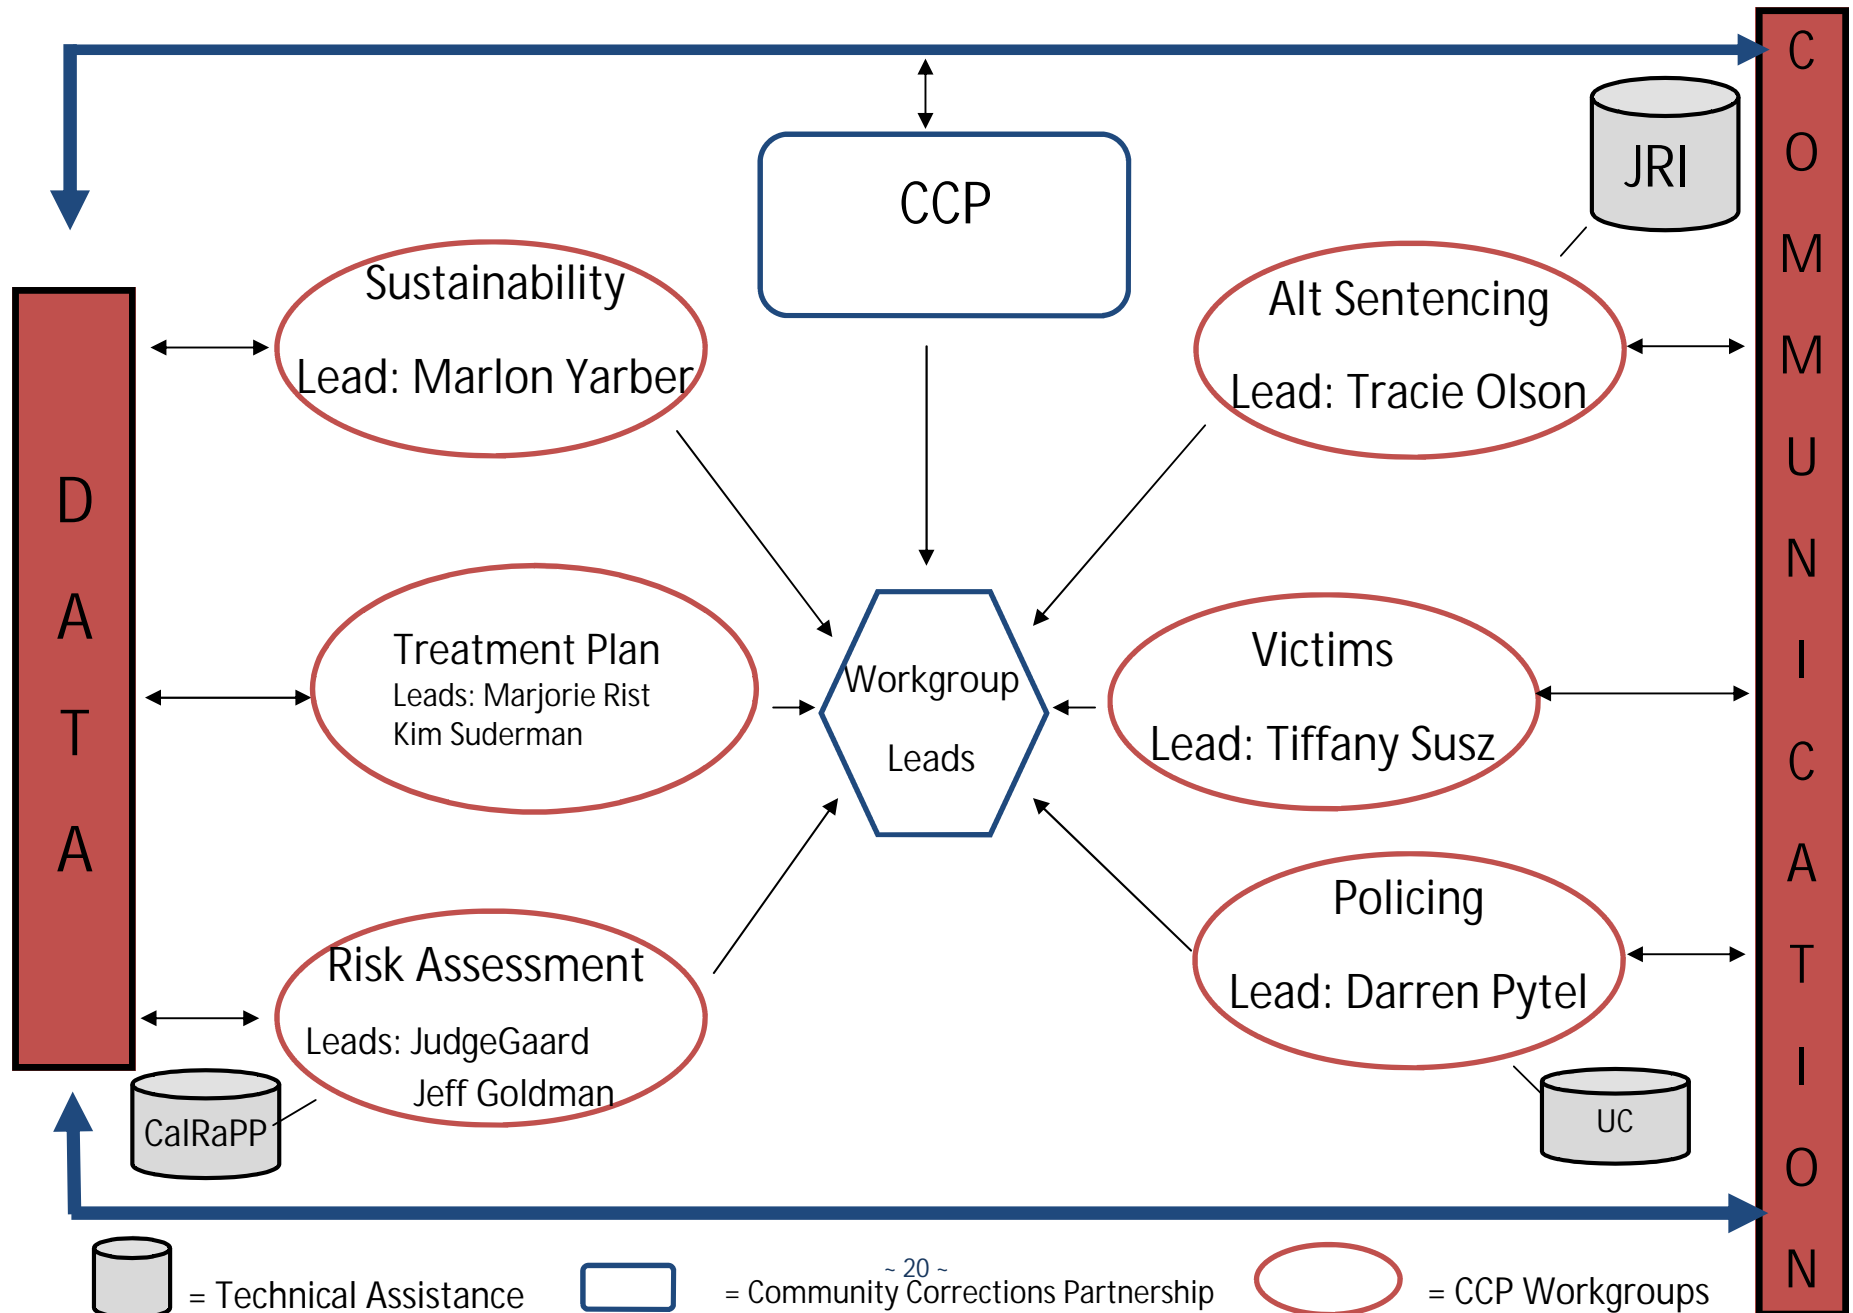 CCP
JRI
Sustainability
Lead: Marlon Yarber
Alt Sentencing
Lead: Tracie Olson
DATA
COMMUNICATION
Treatment Plan
Leads: Marjorie Rist
Kim Suderman
Workgroup
Leads
Victims
Lead: Tiffany Susz
Risk Assessment
Leads: JudgeGaard
Jeff Goldman
Policing
Lead: Darren Pytel
CalRaPP
UC
~ 20 ~
= Technical Assistance
= Community Corrections Partnership
= CCP Workgroups